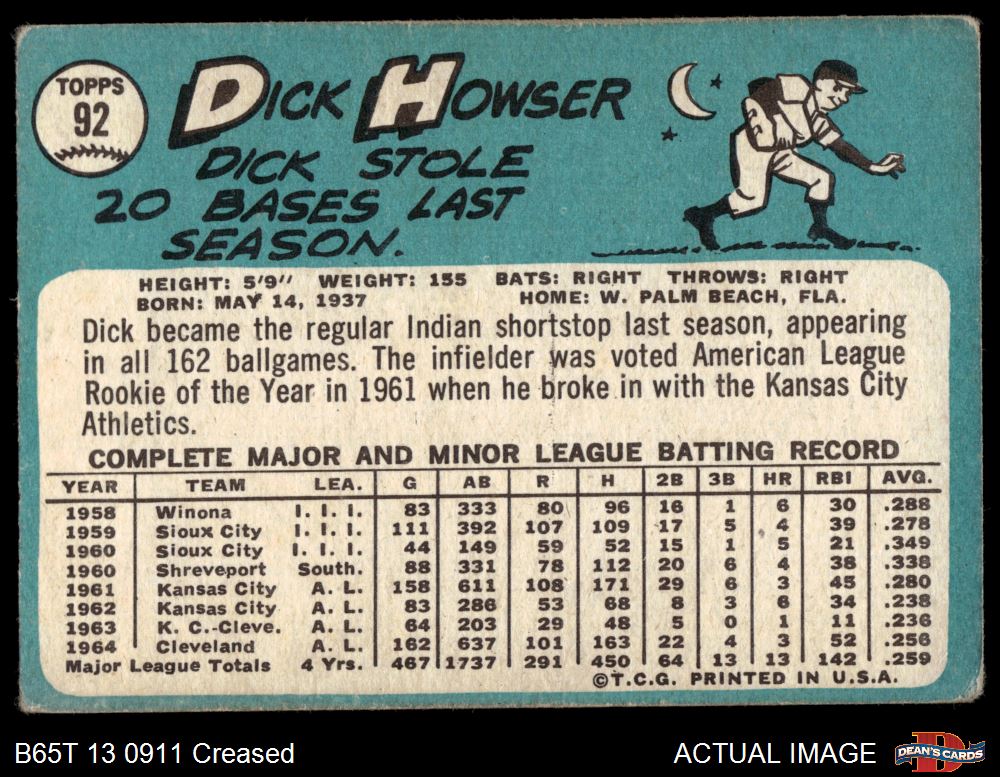 TOPPS
92
DICK HOWSER
DICK STOLE
20 BASES LAST
SEASON.
HEIGHT: 5'9" WEIGHT: 155 BATS: RIGHT THROWS: RIGHT
BORN: MAY 14, 1937 HOME: W. PALM BEACH, FLA.
Dick became the regular Indian shortstop last season, appearing
in all 162 ballgames. The infielder was voted American League
Rookie of the Year in 1961 when he broke in with the Kansas City
Athletics.
COMPLETE MAJOR AND MINOR LEAGUE BATTING RECORD
YEAR TEAM LEA. G AB R H 2B 3B HR RBI AVG.
1958 Winona I. I. I. 83 333 80 96 16 1 6 30 .288
1959 Sioux City I. I. I. 111 392 107 109 17 5 4 39 .278
1960 Sioux City I. I. I. 44 149 59 52 15 1 5 21 .349
1960 Shreveport South. 88 331 78 112 20 6 4 38 .338
1961 Kansas City A. L. 158 611 108 171 29 6 3 45 .280
1962 Kansas City A. L. 83 286 53 68 8 3 6 34 .238
1963 K. C.-Cleve. A. L. 64 203 29 48 5 0 1 11 .236
1964 Cleveland A. L. 162 637 101 163 22 4 3 52 .256
Major League Totals 4 Yrs. 467 1737 291 450 64 13 13 142 .259
©T.C.G. PRINTED IN U.S.A.
B65T 13 0911 Creased ACTUAL IMAGE DEAN'S CARDS